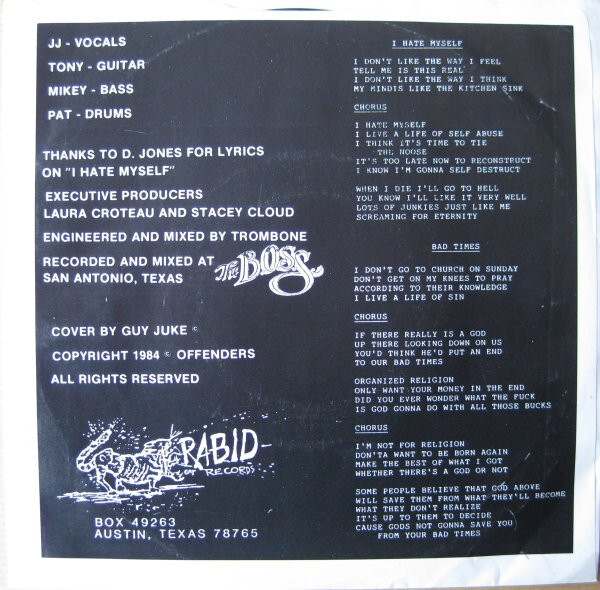 JJ - VOCALS
TONY - GUITAR
MIKEY - BASS
PAT - DRUMS
THANKS TO D. JONES FOR LYRICS
ON "I HATE MYSELF"
EXECUTIVE PRODUCERS
LAURA CROTEAU AND STACEY CLOUD
ENGINEERED AND MIXED BY TROMBONE
RECORDED AND MIXED AT
SAN ANTONIO, TEXAS
The BOSS
COVER BY GUY JUKE ©
COPYRIGHT 1984 © OFFENDERS
ALL RIGHTS RESERVED
RABID
CAT RECORDS
BOX 49263
AUSTIN, TEXAS 78765
I HATE MYSELF
I DON'T LIKE THE WAY I FEEL
TELL ME IS THIS REAL
I DON'T LIKE THE WAY I THINK
MY MINDIS LIKE THE KITCHEN SINK
CHORUS
I HATE MYSELF
I LIVE A LIFE OF SELF ABUSE
I THINK IT'S TIME TO TIE
THE NOOSE
IT'S TOO LATE NOW TO RECONSTRUCT
I KNOW I'M GONNA SELF DESTRUCT
WHEN I DIE I'LL GO TO HELL
YOU KNOW I'LL LIKE IT VERY WELL
LOTS OF JUNKIES JUST LIKE ME
SCREAMING FOR ETERNITY
BAD TIMES
I DON'T GO TO CHURCH ON SUNDAY
DON'T GET ON MY KNEES TO PRAY
ACCORDING TO THEIR KNOWLEDGE
I LIVE A LIFE OF SIN
CHORUS
IF THERE REALLY IS A GOD
UP THERE LOOKING DOWN ON US
YOU'D THINK HE'D PUT AN END
TO OUR BAD TIMES
ORGANIZED RELIGION
ONLY WANT YOUR MONEY IN THE END
DID YOU EVER WONDER WHAT THE FUCK
IS GOD GONNA DO WITH ALL THOSE BUCKS
CHORUS
I'M NOT FOR RELIGION
DON'TA WANT TO BE BORN AGAIN
MAKE THE BEST OF WHAT I GOT
WHETHER THERE'S A GOD OR NOT
SOME PEOPLE BELIEVE THAT GOD ABOVE
WILL SAVE THEM FROM WHAT THEY'LL BECOME
WHAT THEY DON'T REALIZE
IT'S UP TO THEM TO DECIDE
CAUSE GODS NOT GONNA SAVE YOU
FROM YOUR BAD TIMES